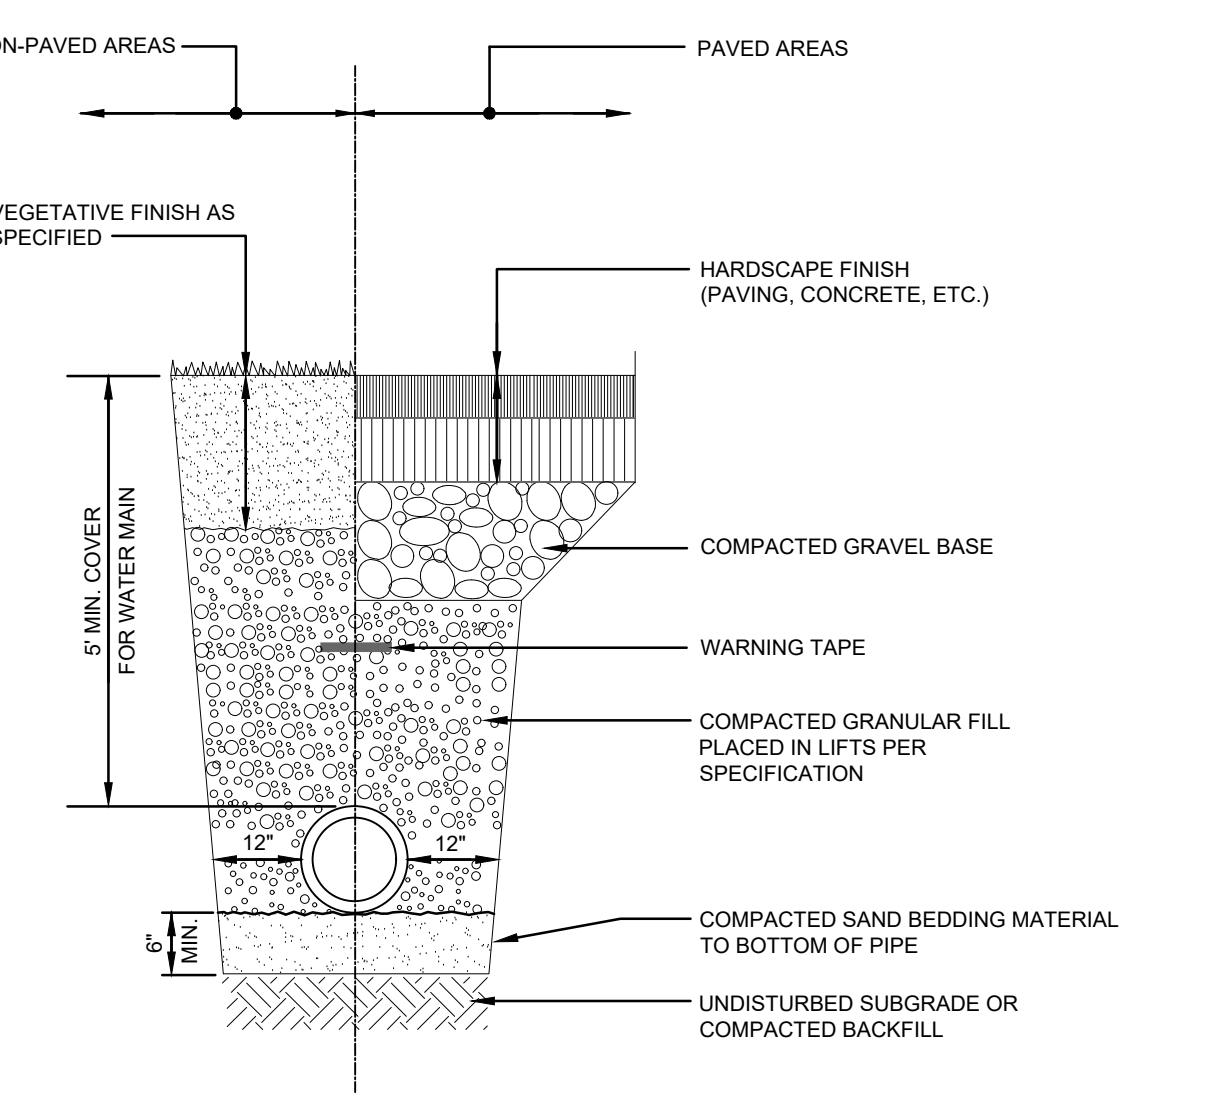 ON-PAVED AREAS
PAVED AREAS
VEGETATIVE FINISH AS
SPECIFIED
HARDSCAPE FINISH
(PAVING, CONCRETE, ETC.)
5' MIN. COVER
FOR WATER MAIN
COMPACTED GRAVEL BASE
WARNING TAPE
COMPACTED GRANULAR FILL
PLACED IN LIFTS PER
SPECIFICATION
12"
12"
6"
MIN.
COMPACTED SAND BEDDING MATERIAL
TO BOTTOM OF PIPE
UNDISTURBED SUBGRADE OR
COMPACTED BACKFILL